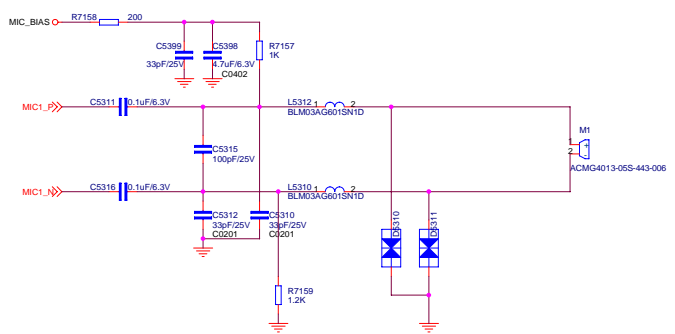 MIC_BIAS
R7158
200
C5399
33pF/25V
C5398
4.7uF/6.3V
C0402
R7157
1K
MIC1_P
C5311
0.1uF/6.3V
L5312
1
2
BLM03AG601SN1D
M1
1
+
2
-
ACMG4013-05S-443-006
C5315
100pF/25V
MIC1_N
C5316
0.1uF/6.3V
L5310
1
2
BLM03AG601SN1D
C5312
33pF/25V
C0201
C5310
33pF/25V
C0201
D5310
D5311
R7159
1.2K